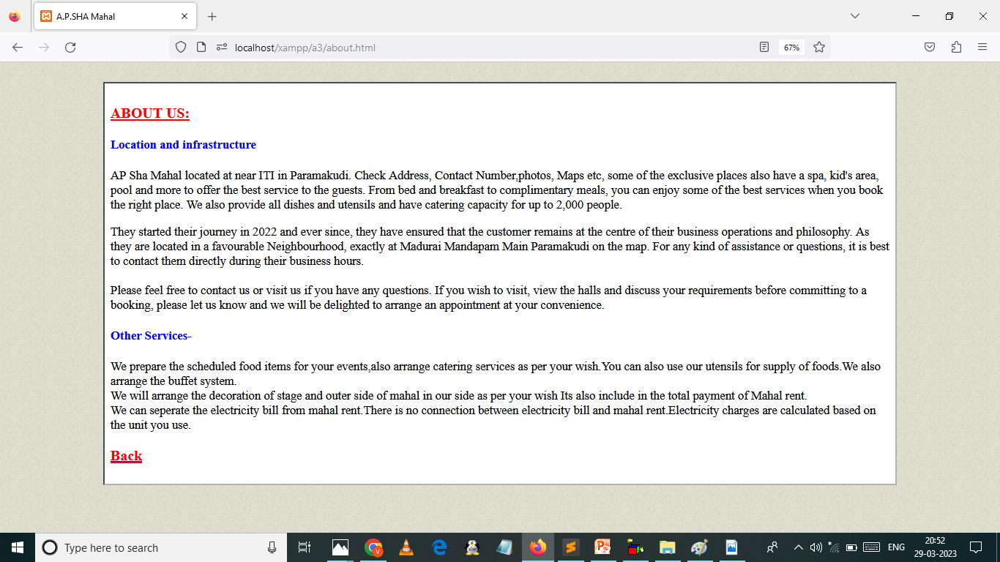 A.P.SHA Mahal
localhost/xampp/a3/about.html
67%
ABOUT US:
Location and infrastructure
AP Sha Mahal located at near ITI in Paramakudi. Check Address, Contact Number,photos, Maps etc, some of the exclusive places also have a spa, kid's area,
pool and more to offer the best service to the guests. From bed and breakfast to complimentary meals, you can enjoy some of the best services when you book
the right place. We also provide all dishes and utensils and have catering capacity for up to 2,000 people.
They started their journey in 2022 and ever since, they have ensured that the customer remains at the centre of their business operations and philosophy. As
they are located in a favourable Neighbourhood, exactly at Madurai Mandapam Main Paramakudi on the map. For any kind of assistance or questions, it is best
to contact them directly during their business hours.
Please feel free to contact us or visit us if you have any questions. If you wish to visit, view the halls and discuss your requirements before committing to a
booking, please let us know and we will be delighted to arrange an appointment at your convenience.
Other Services-
We prepare the scheduled food items for your events,also arrange catering services as per your wish.You can also use our utensils for supply of foods.We also
arrange the buffet system.
We will arrange the decoration of stage and outer side of mahal in our side as per your wish Its also include in the total payment of Mahal rent.
We can seperate the electricity bill from mahal rent.There is no connection between electricity bill and mahal rent.Electricity charges are calculated based on
the unit you use.
Back
Type here to search
ENG
20:52
29-03-2023